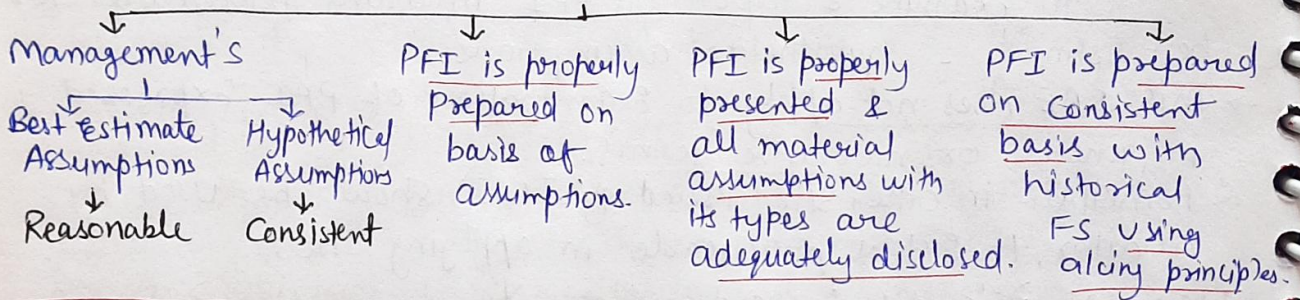 Management's
Best Estimate
Assumptions
Reasonable
Hypothetical
Assumptions
Consistent
PFI is properly
prepared on
basis of
assumptions.
PFI is properly
presented &
all material
assumptions with
its types are
adequately disclosed.
PFI is prepared
on consistent
basis with
historical
FS using
alcing principles.